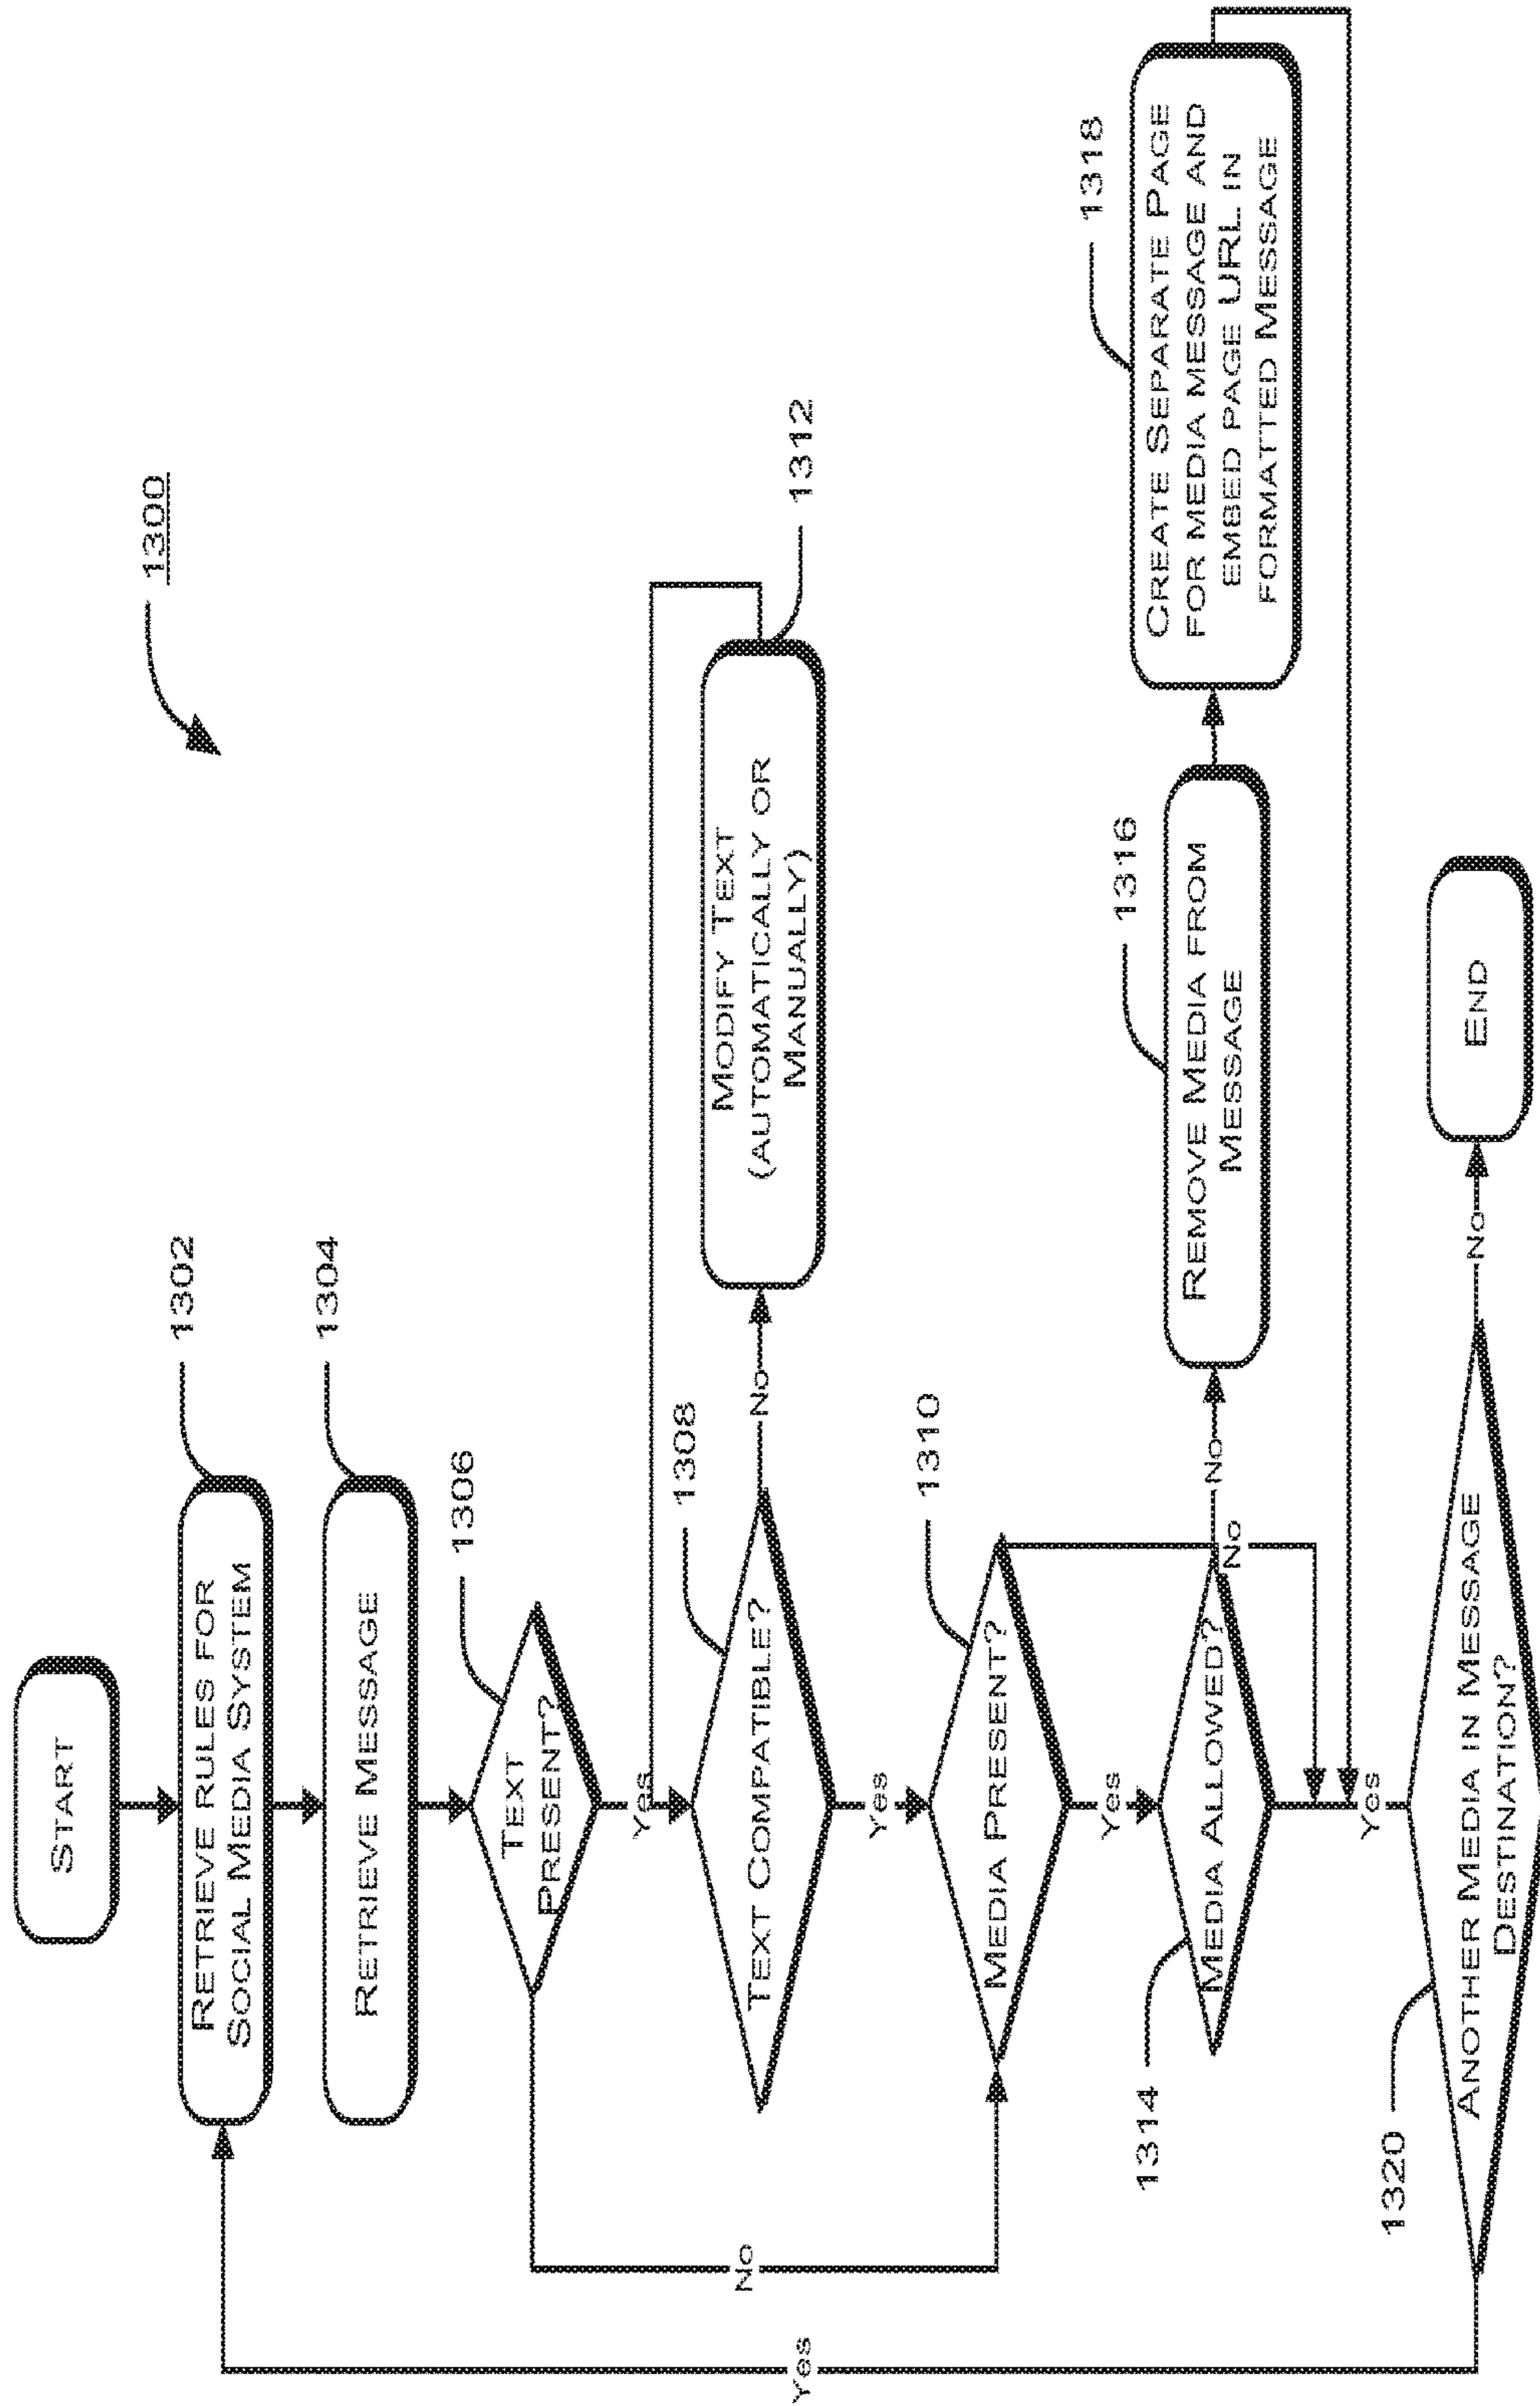 1300
START
1302
RETRIEVE RULES FOR
SOCIAL MEDIA SYSTEM
1304
RETRIEVE MESSAGE
1306
TEXT
PRESENT?
Yes
No
1308
TEXT COMPATIBLE?
No
1312
MODIFY TEXT
(AUTOMATICALLY OR
MANUALLY)
Yes
1310
MEDIA PRESENT?
No
Yes
1314
MEDIA ALLOWED?
No
1316
REMOVE MEDIA FROM
MESSAGE
1318
CREATE SEPARATE PAGE
FOR MEDIA MESSAGE AND
EMBED PAGE URL IN
FORMATTED MESSAGE
Yes
1320
ANOTHER MEDIA IN MESSAGE
DESTINATION?
No
END
Yes